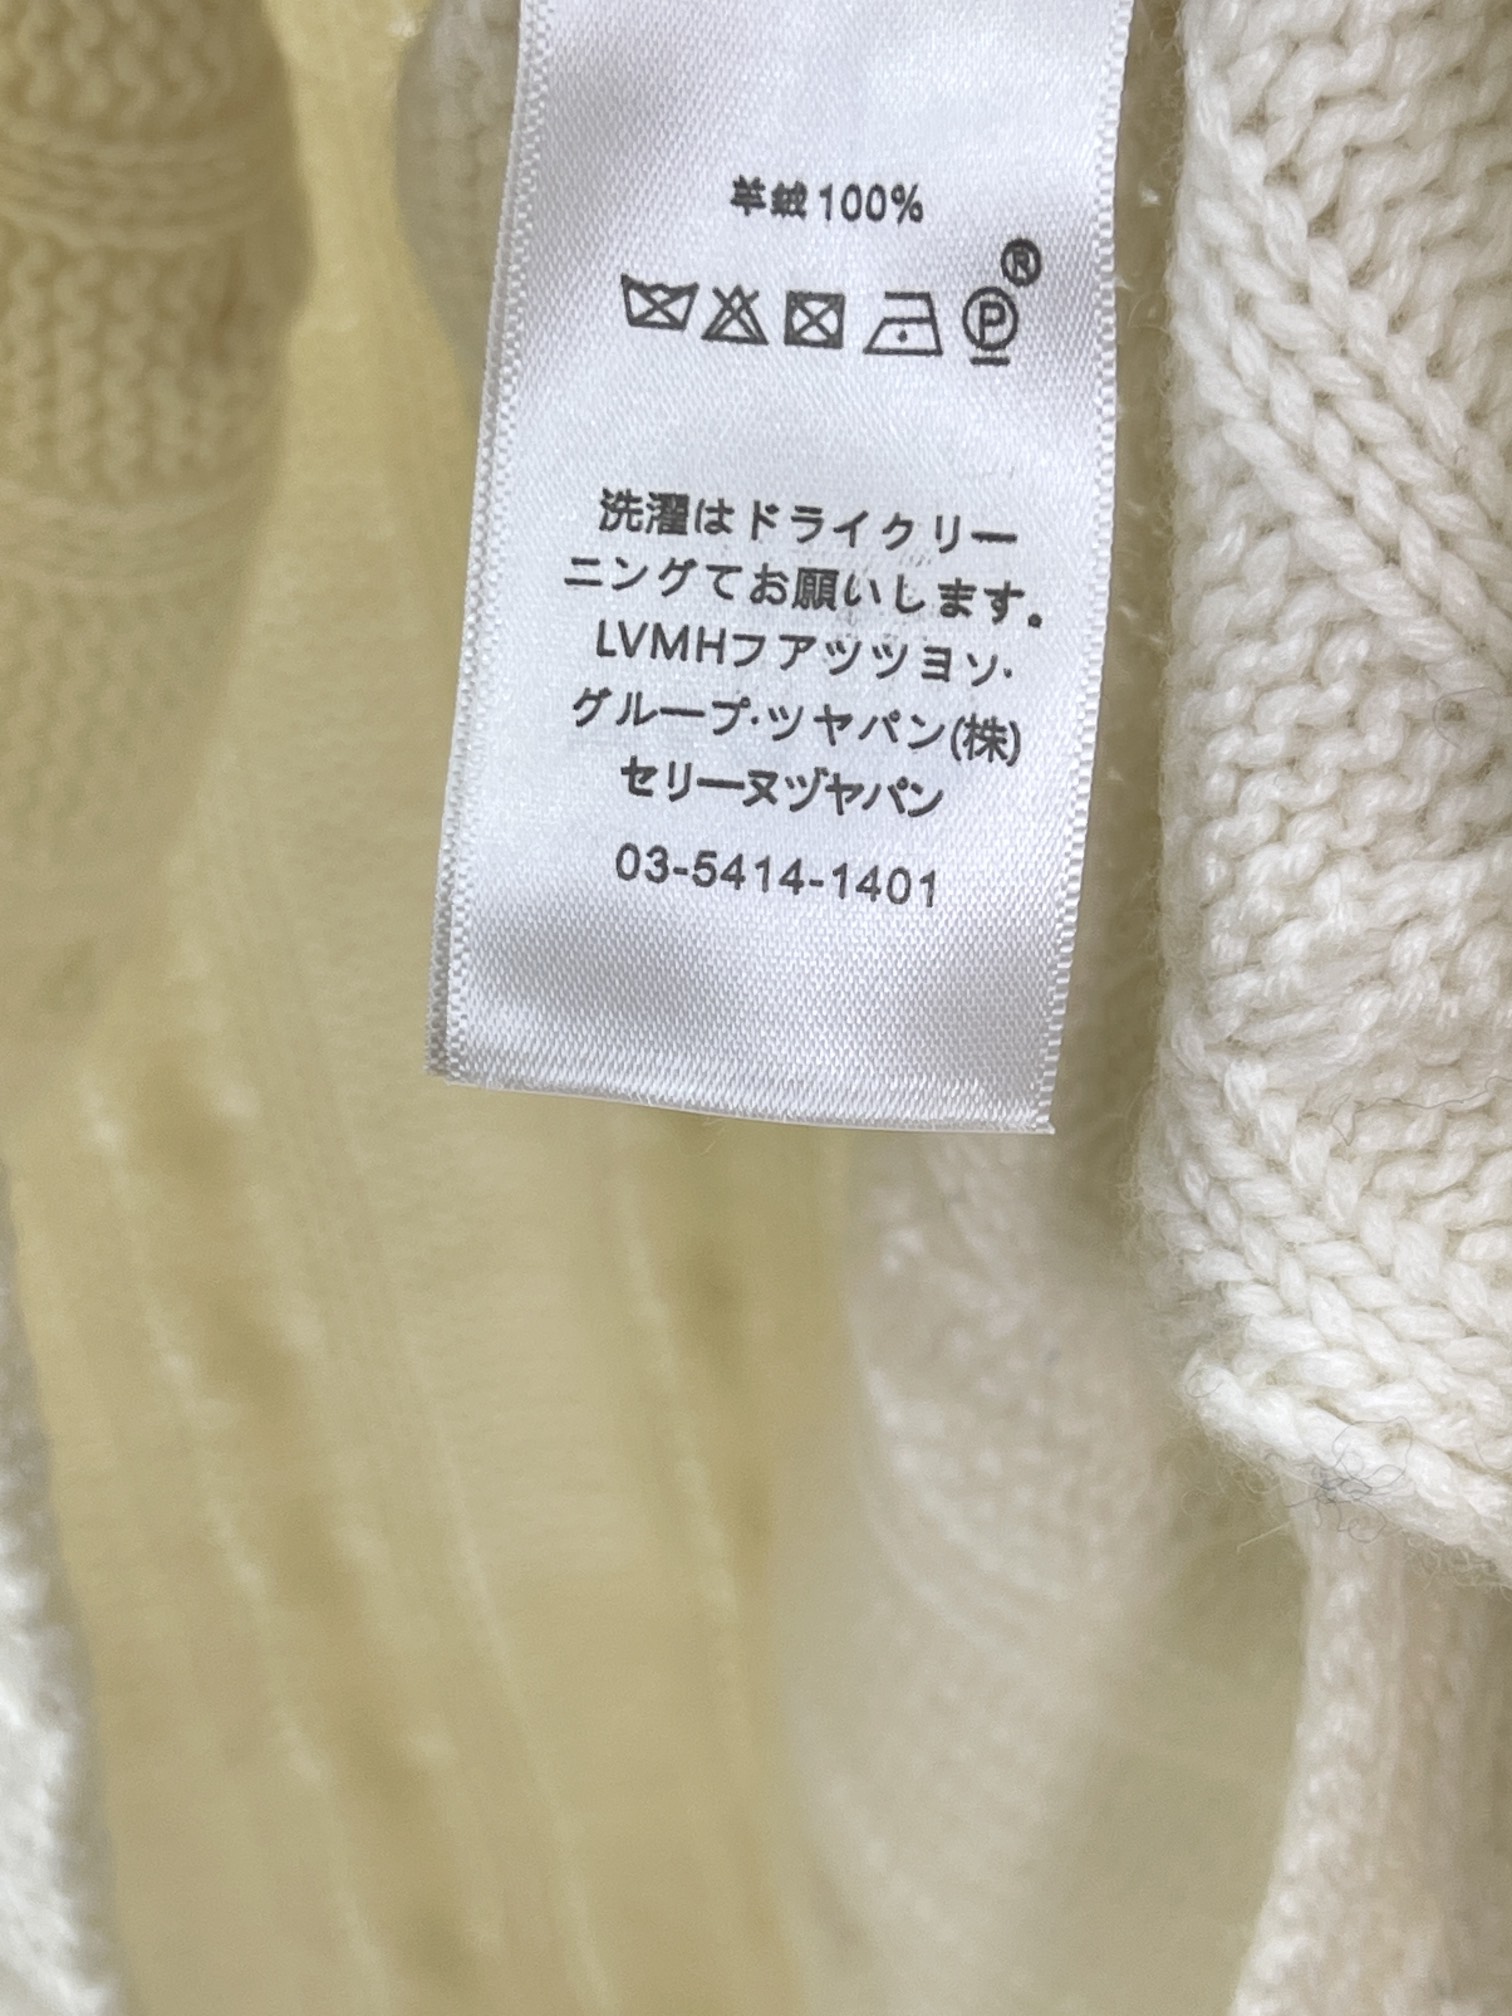 羊絨100%
®
P
洗濯はドライクリー
ニングてお願いします。
LVMHフアツツヨソ·
グループ·ツヤパン(株)
セリーヌヅヤパン
03-5414-1401